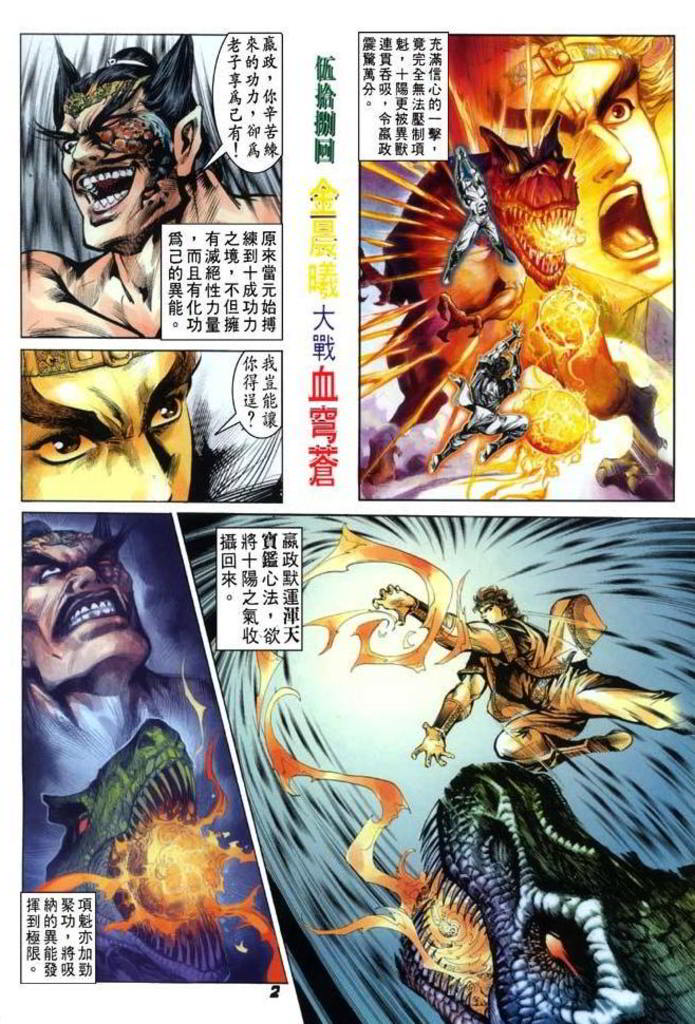 充滿信心的一擊，
竟完全無法壓制項
魁，十陽更被異獸
連貫吞吸，令嬴政
震驚萬分。
伍拾捌回
金晨曦大戰血穹蒼
嬴政，你辛苦練
來的功力，卻為
老子享為己有！
原來當元始搏
練到十成功力
之境，不但擁
有滅絕性力量
，而且有化功
為己的異能。
我豈能讓
你得逞？
嬴政默運渾天
寶鑑心法，欲
將十陽之氣收
攝回來。
項魁亦加勁
聚功，將吸
納的異能發
揮到極限。
2